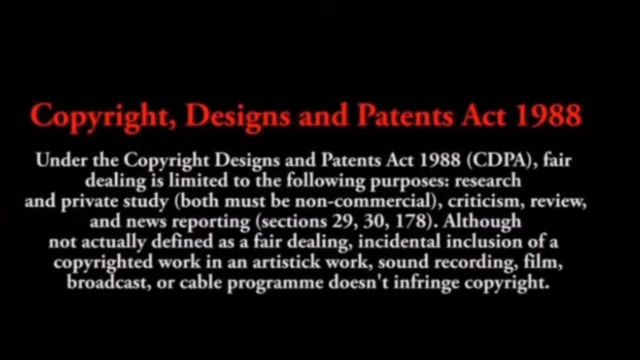 Copyright, Designs and Patents Act 1988
Under the Copyright Designs and Patents Act 1988 (CDPA), fair
dealing is limited to the following purposes: research
and private study (both must be non-commercial), criticism, review,
and news reporting (sections 29, 30, 178). Although
not actually defined as a fair dealing, incidental inclusion of a
copyrighted work in an artistick work, sound recording, film,
broadcast, or cable programme doesn't infringe copyright.